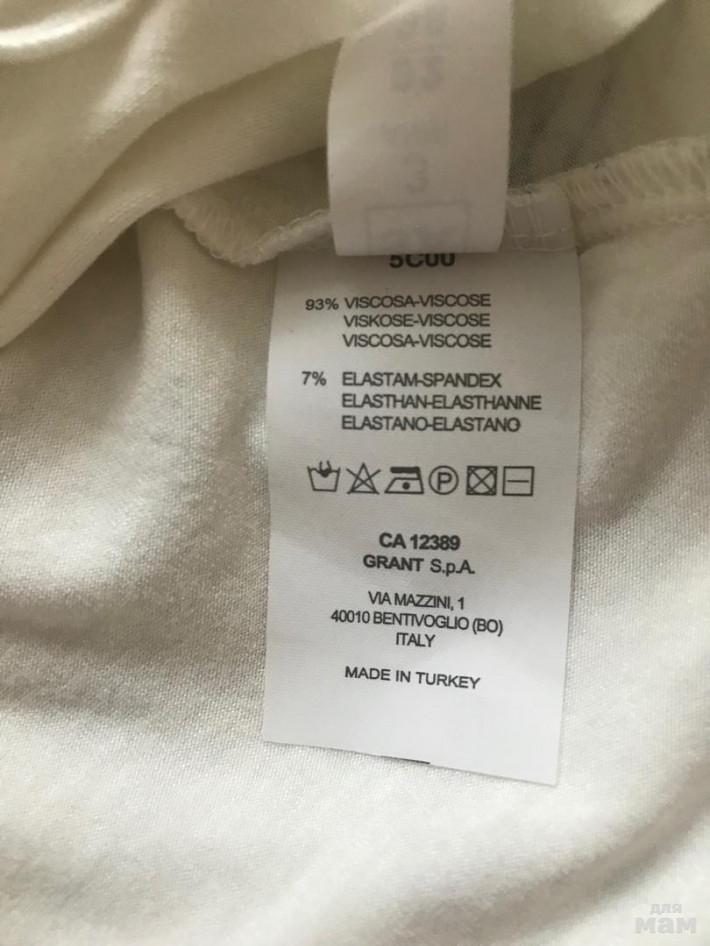 5C00
93% VISCOSA-VISCOSE
VISKOSE-VISCOSE
VISCOSA-VISCOSE
7% ELASTAM-SPANDEX
ELASTHAN-ELASTHANNE
ELASTANO-ELASTANO
P
CA 12389
GRANT S.p.A.
VIA MAZZINI, 1
40010 BENTIVOGLIO (BO)
ITALY
MADE IN TURKEY
для
мам